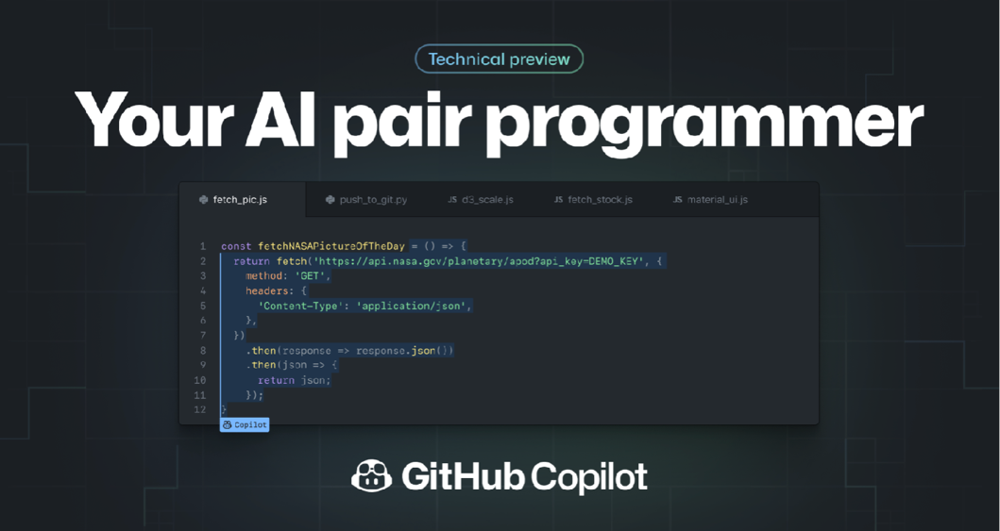 Technical preview
Your AI pair programmer
fetch_pic.js push_to_git.py JS d3_scale.js JS fetch_stock.js JS material_ui.js
1 const fetchNASAPictureOfTheDay = () => {
2 return fetch('https://api.nasa.gov/planetary/apod?api_key=DEMO_KEY', {
3 method: 'GET',
4 headers: {
5 'Content-Type': 'application/json',
6 },
7 })
8 .then(response => response.json())
9 .then(json => {
10 return json;
11 });
12 }
Copilot
GitHub Copilot